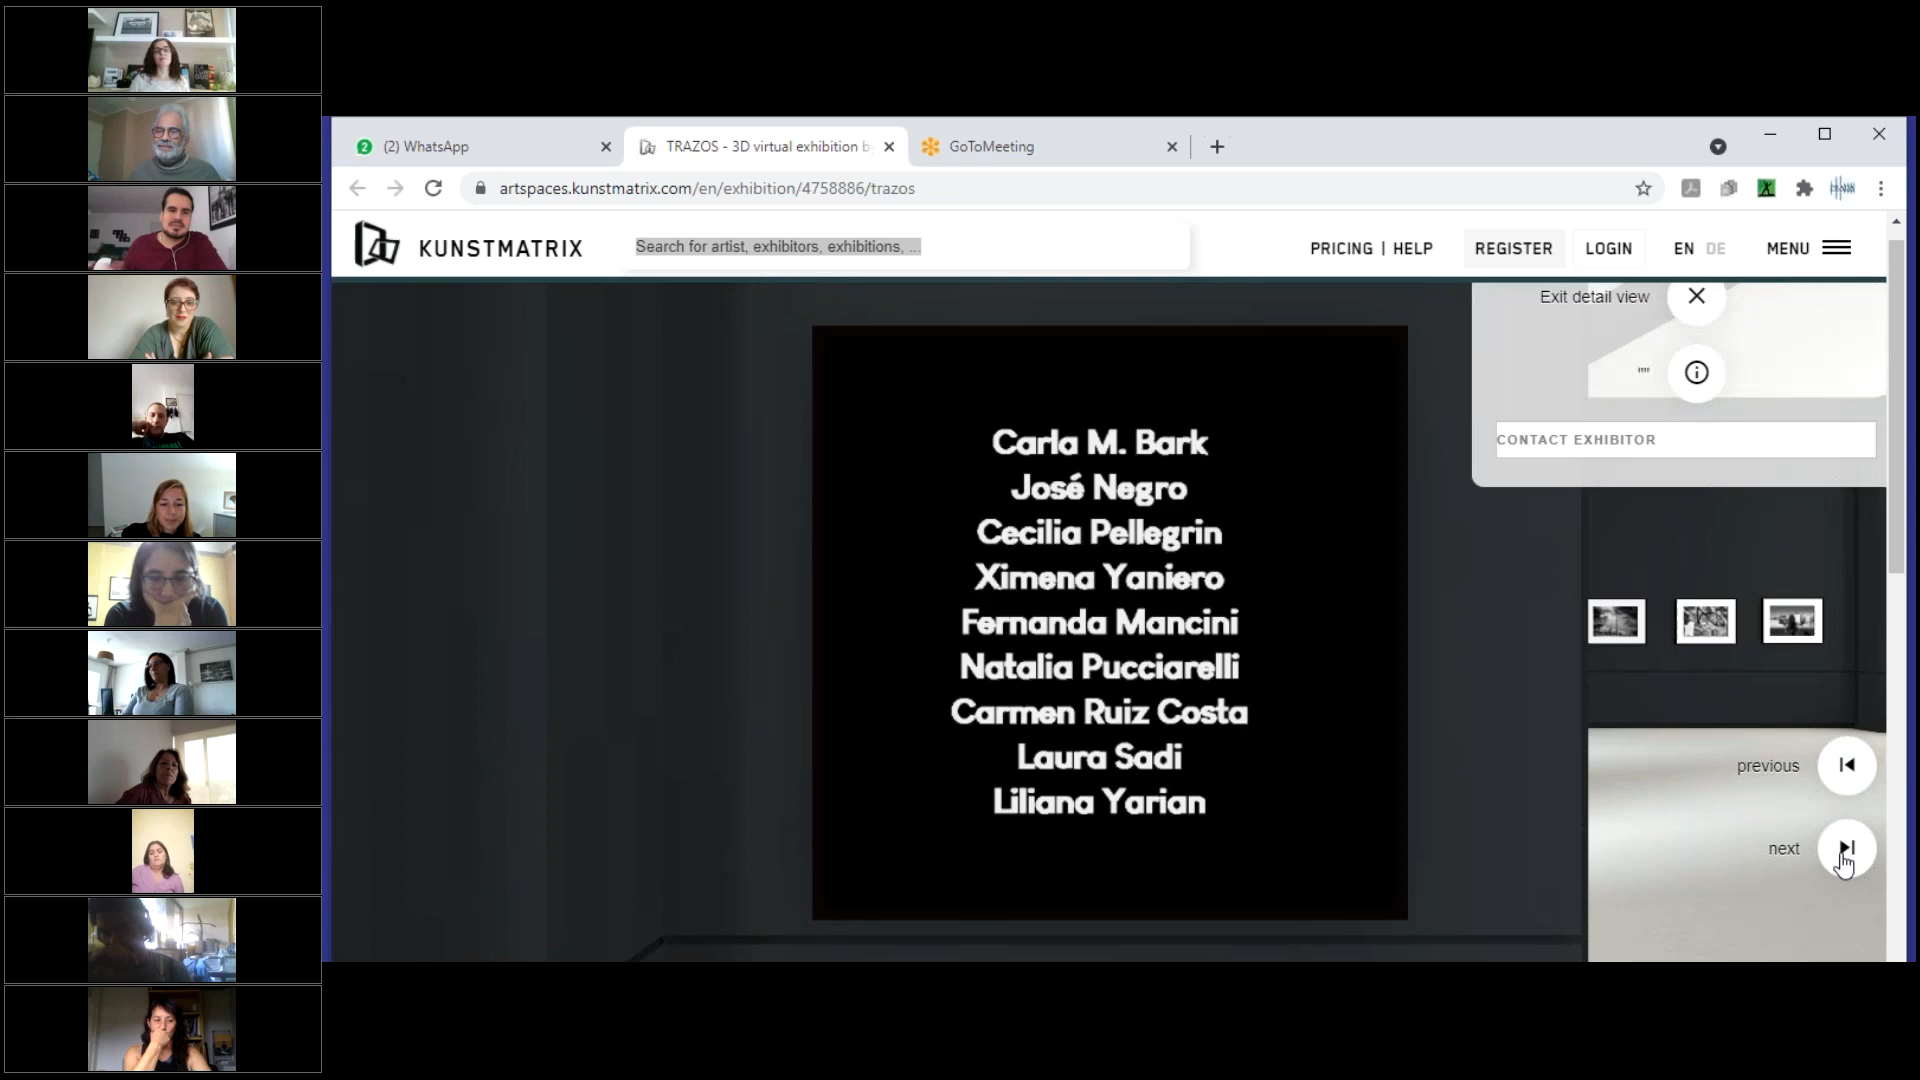 (2) WhatsApp
TRAZOS - 3D virtual exhibition b
GoToMeeting
artspaces.kunstmatrix.com/en/exhibition/4758886/trazos
KUNSTMATRIX
Search for artist, exhibitors, exhibitions, ...
PRICING | HELP
REGISTER
LOGIN
EN DE
MENU
Exit detail view
""
CONTACT EXHIBITOR
Carla M. Bark
José Negro
Cecilia Pellegrin
Ximena Yaniero
Fernanda Mancini
Natalia Pucciarelli
Carmen Ruiz Costa
Laura Sadi
Liliana Yarian
previous
next